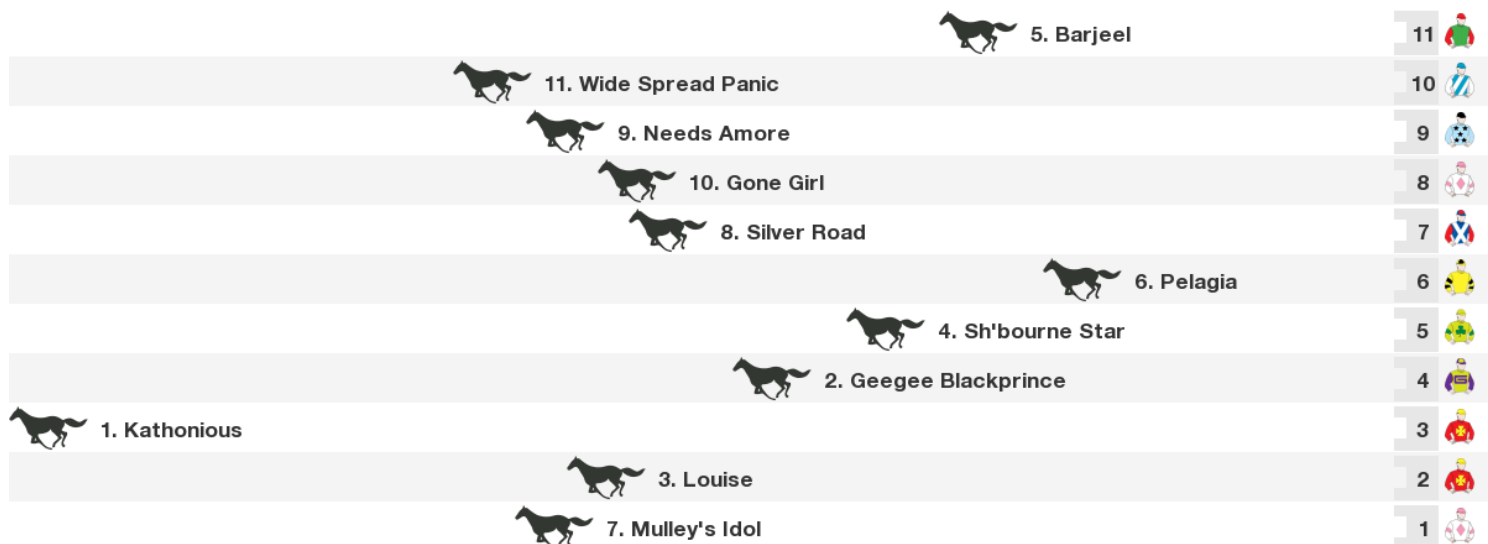 5. Barjeel 11
11. Wide Spread Panic 10
9. Needs Amore 9
10. Gone Girl 8
8. Silver Road 7
6. Pelagia 6
4. Sh'bourne Star 5
2. Geegee Blackprince 4
1. Kathonious 3
3. Louise 2
7. Mulley's Idol 1